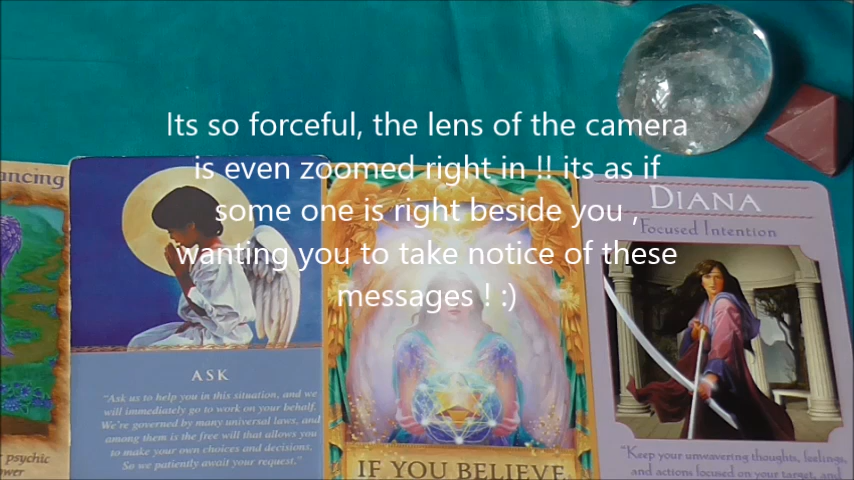 Its so forceful, the lens of the camera
is even zoomed right in !! its as if
some one is right beside you ,
wanting you to take notice of these
messages ! :)
ancing
psychic
wer
ASK
"Ask us to help you in this situation, and we
will immediately go to work on your behalf.
We're governed by many universal laws, and
among them is the free will that allows you
to make your own choices and decisions.
So we patiently await your request."
IF YOU BELIEVE
DIANA
Focused Intention
"Keep your unwavering thoughts, feelings,
and actions focused on your target, and